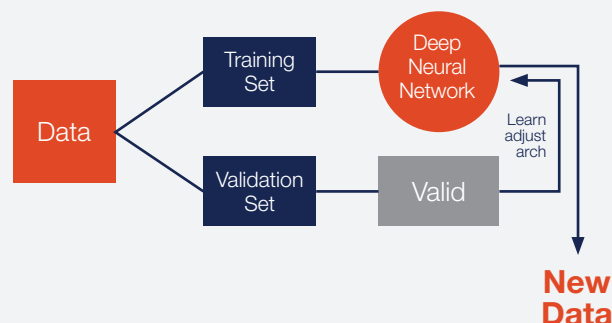 Data
Training
Set
Deep
Neural
Network
Learn
adjust
arch
Validation
Set
Valid
New
Data